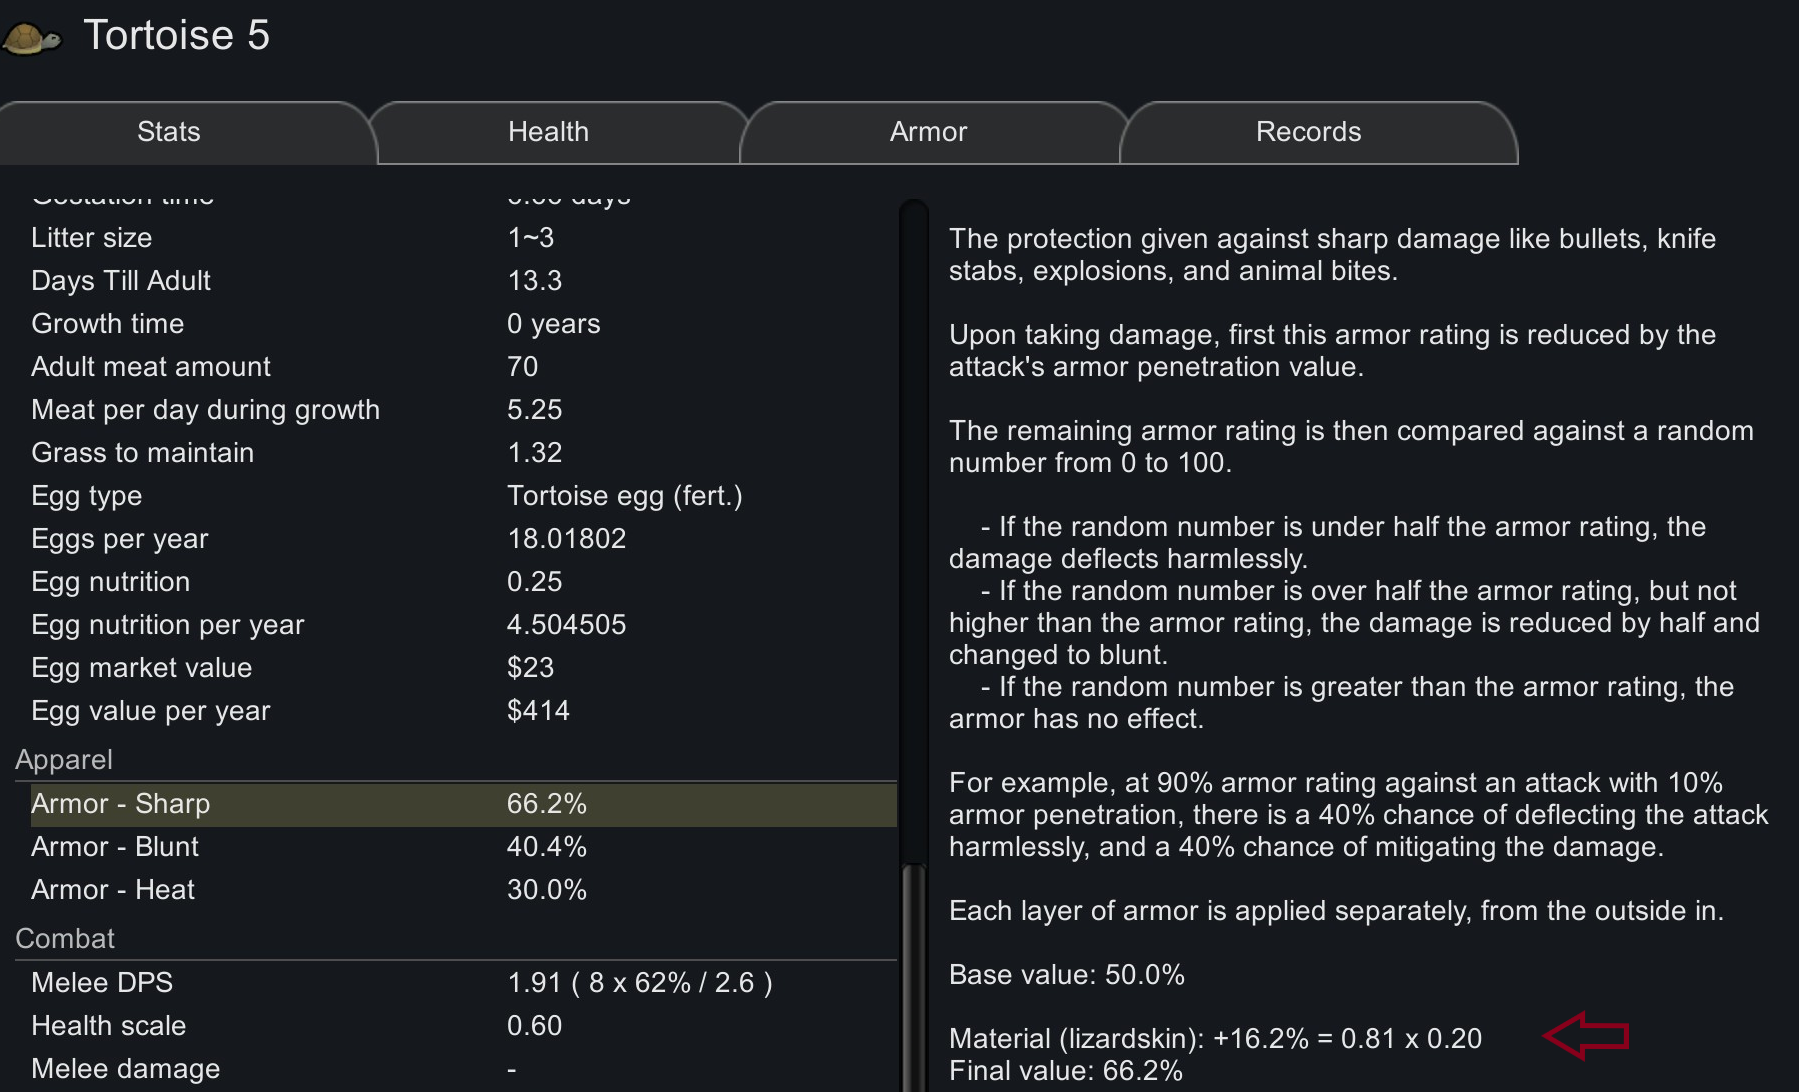 Tortoise 5
Stats
Health
Armor
Records
Litter size 1~3
Days Till Adult 13.3
Growth time 0 years
Adult meat amount 70
Meat per day during growth 5.25
Grass to maintain 1.32
Egg type Tortoise egg (fert.)
Eggs per year 18.01802
Egg nutrition 0.25
Egg nutrition per year 4.504505
Egg market value $23
Egg value per year $414
Apparel
Armor - Sharp 66.2%
Armor - Blunt 40.4%
Armor - Heat 30.0%
Combat
Melee DPS 1.91 ( 8 x 62% / 2.6 )
Health scale 0.60
Melee damage -
The protection given against sharp damage like bullets, knife
stabs, explosions, and animal bites.
Upon taking damage, first this armor rating is reduced by the
attack's armor penetration value.
The remaining armor rating is then compared against a random
number from 0 to 100.
- If the random number is under half the armor rating, the
damage deflects harmlessly.
- If the random number is over half the armor rating, but not
higher than the armor rating, the damage is reduced by half and
changed to blunt.
- If the random number is greater than the armor rating, the
armor has no effect.
For example, at 90% armor rating against an attack with 10%
armor penetration, there is a 40% chance of deflecting the attack
harmlessly, and a 40% chance of mitigating the damage.
Each layer of armor is applied separately, from the outside in.
Base value: 50.0%
Material (lizardskin): +16.2% = 0.81 x 0.20
Final value: 66.2%